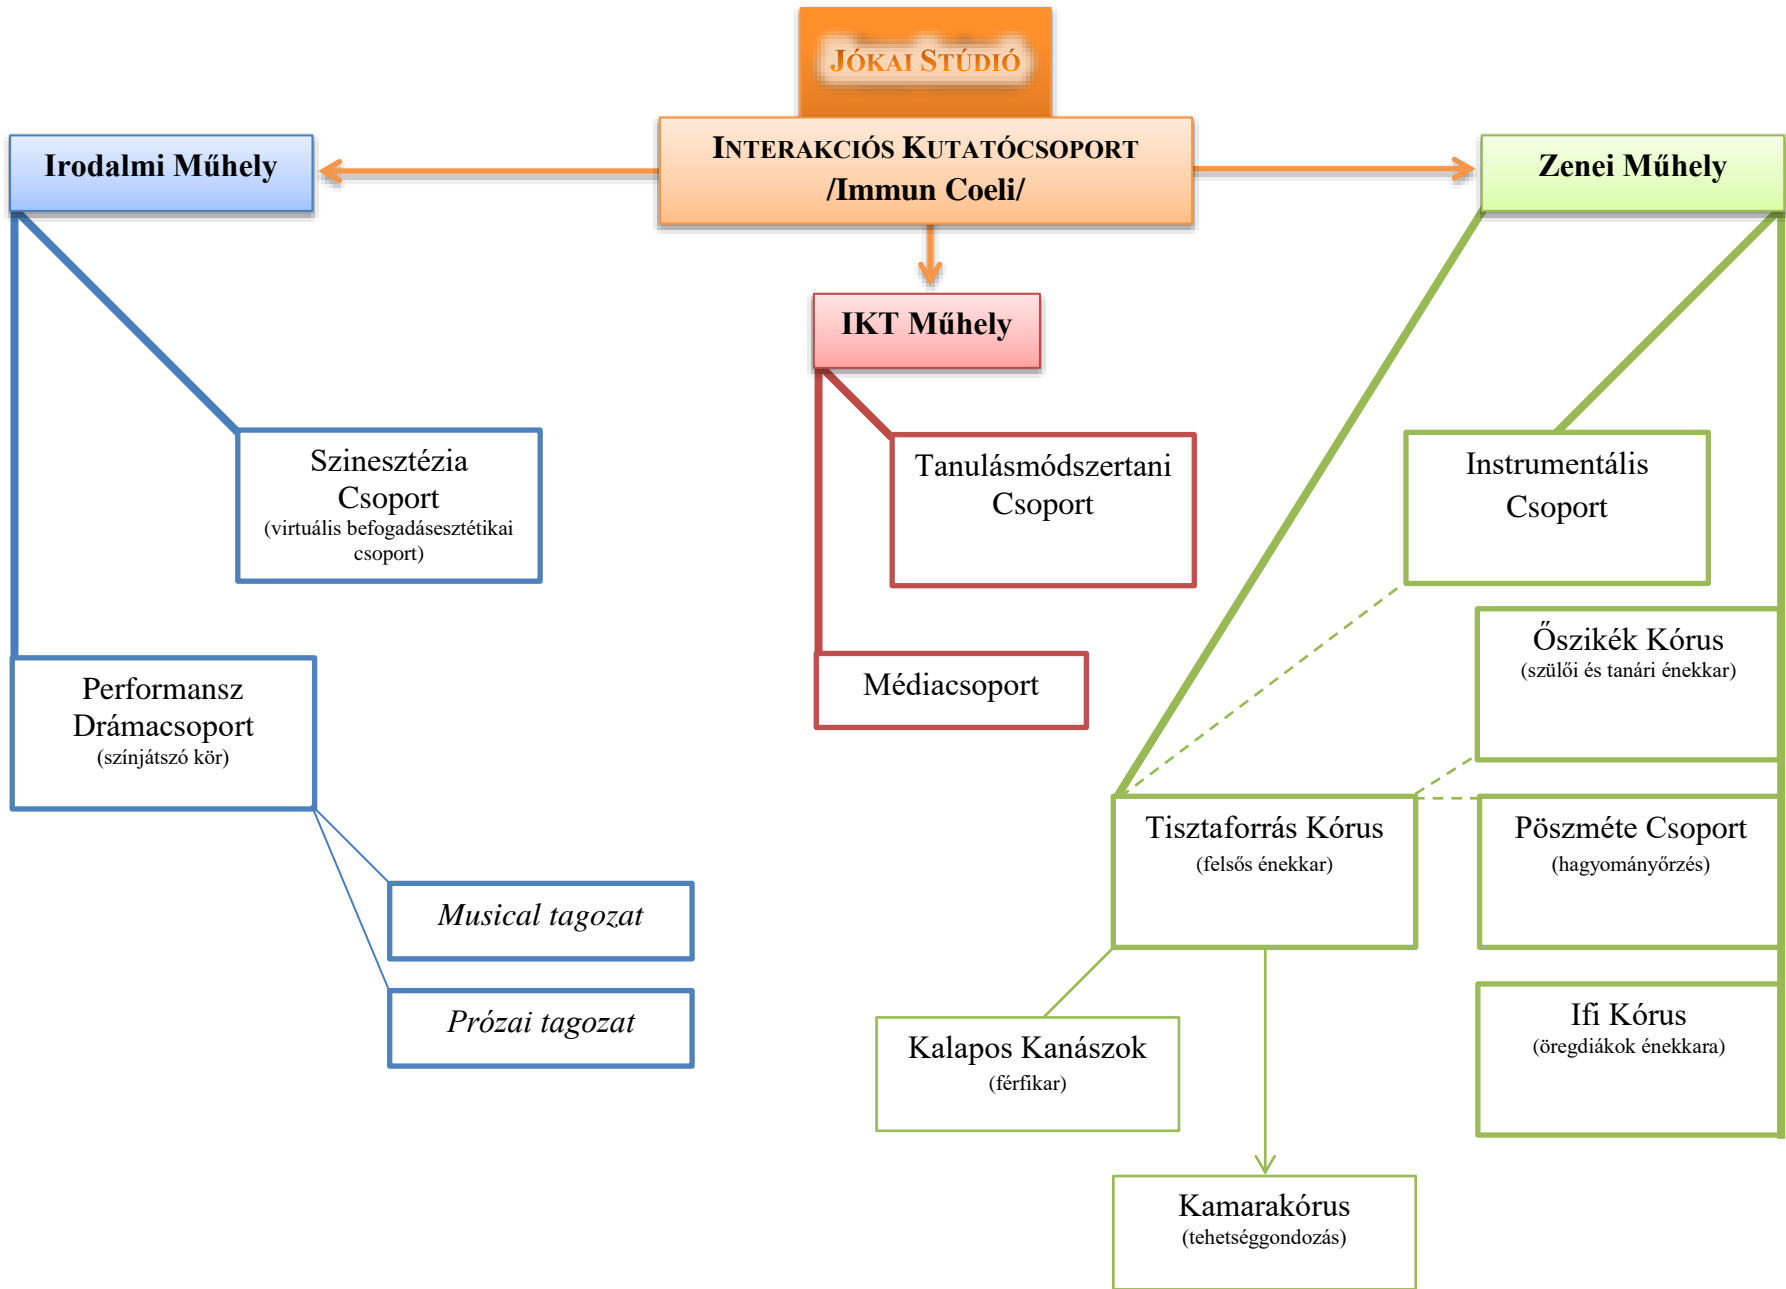 JÓKAI STÚDIÓ
INTERAKCIÓS KUTATÓCSOPORT
/Immun Coeli/
Irodalmi Műhely
Zenei Műhely
IKT Műhely
Szinesztézia
Csoport
(virtuális befogadásesztétikai
csoport)
Tanulásmódszertani
Csoport
Instrumentális
Csoport
Őszikék Kórus
(szülői és tanári énekkar)
Performansz
Drámacsoport
(színjátszó kör)
Médiacsoport
Tisztaforrás Kórus
(felsős énekkar)
Pöszméte Csoport
(hagyományőrzés)
Musical tagozat
Prózai tagozat
Kalapos Kanászok
(férfikar)
Ifi Kórus
(öregdiákok énekkara)
Kamarakórus
(tehetséggondozás)